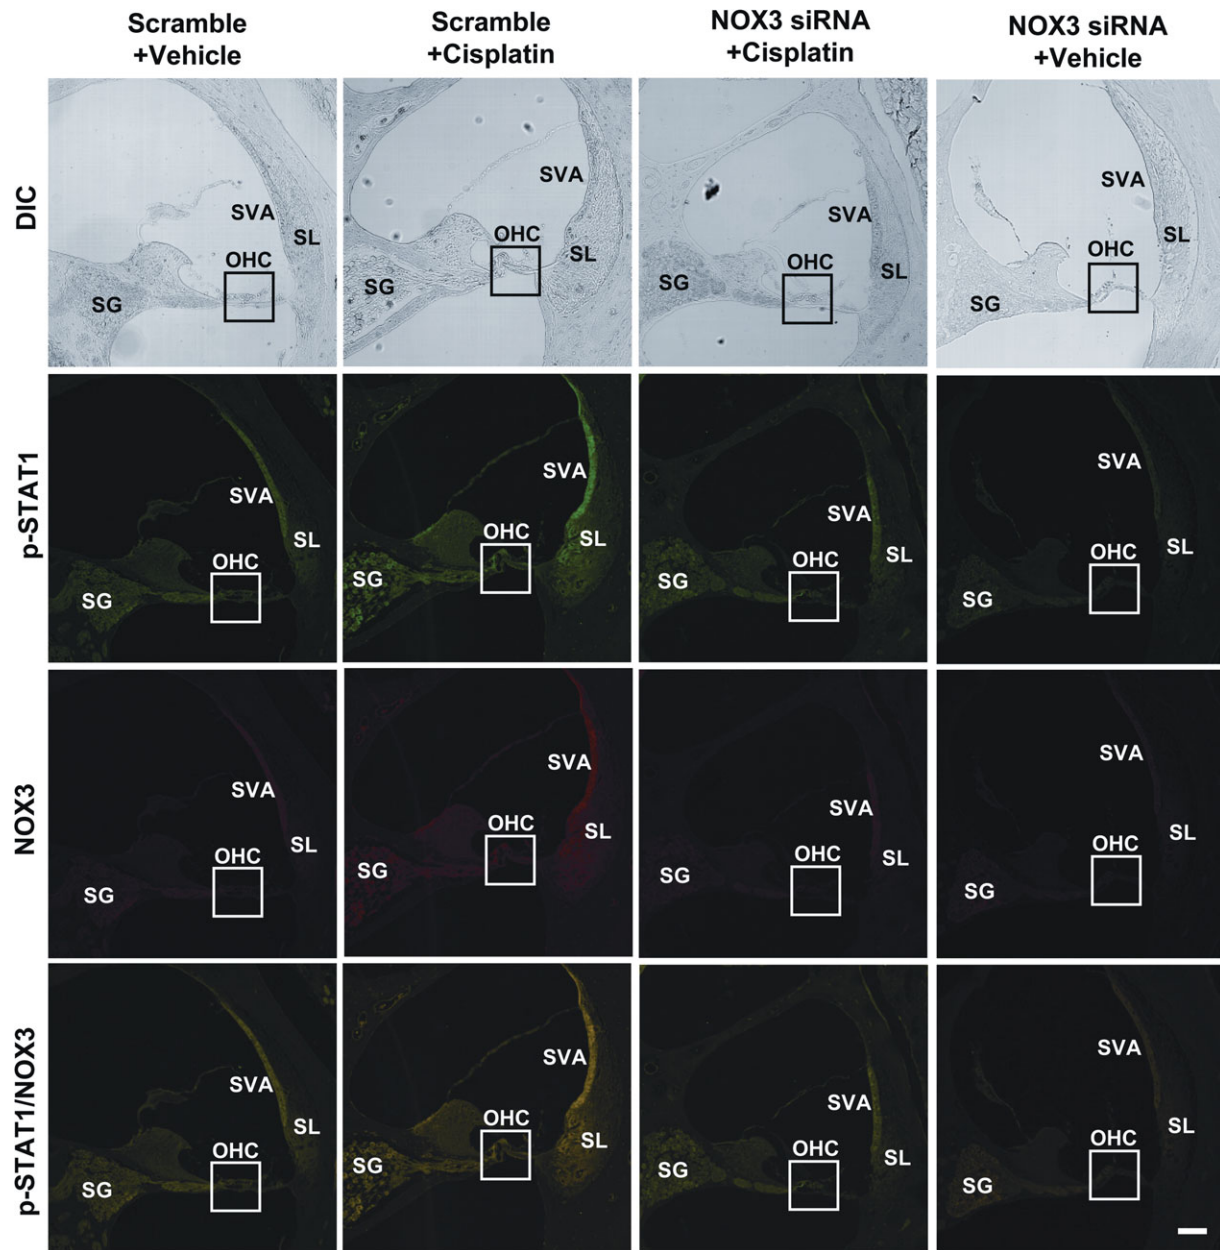 Scramble
+Vehicle
Scramble
+Cisplatin
NOX3 siRNA
+Cisplatin
NOX3 siRNA
+Vehicle
DIC
SVA
SL
OHC
SG
SVA
OHC
SL
SG
SVA
SL
OHC
SG
SVA
SL
OHC
SG
p-STAT1
SVA
SL
OHC
SG
SVA
SL
OHC
SG
SVA
SL
OHC
SG
SVA
SL
OHC
SG
NOX3
SVA
SL
OHC
SG
SVA
SL
OHC
SG
SVA
SL
OHC
SG
SVA
SL
OHC
SG
p-STAT1/NOX3
SVA
SL
OHC
SG
SVA
SL
OHC
SG
SVA
SL
OHC
SG
SVA
SL
OHC
SG